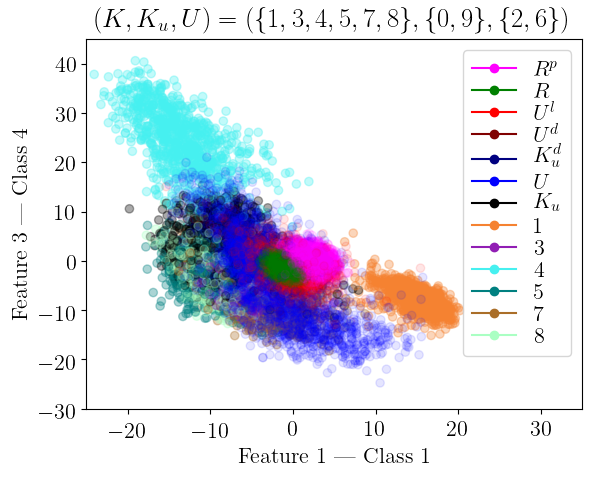 (K, K_u, U) = ({1, 3, 4, 5, 7, 8}, {0, 9}, {2, 6})
40
30
20
10
0
−10
−20
−30
Feature 3 — Class 4
−20 −10 0 10 20 30
Feature 1 — Class 1
R^p
R
U^l
U^d
K_u^d
U
K_u
1
3
4
5
7
8